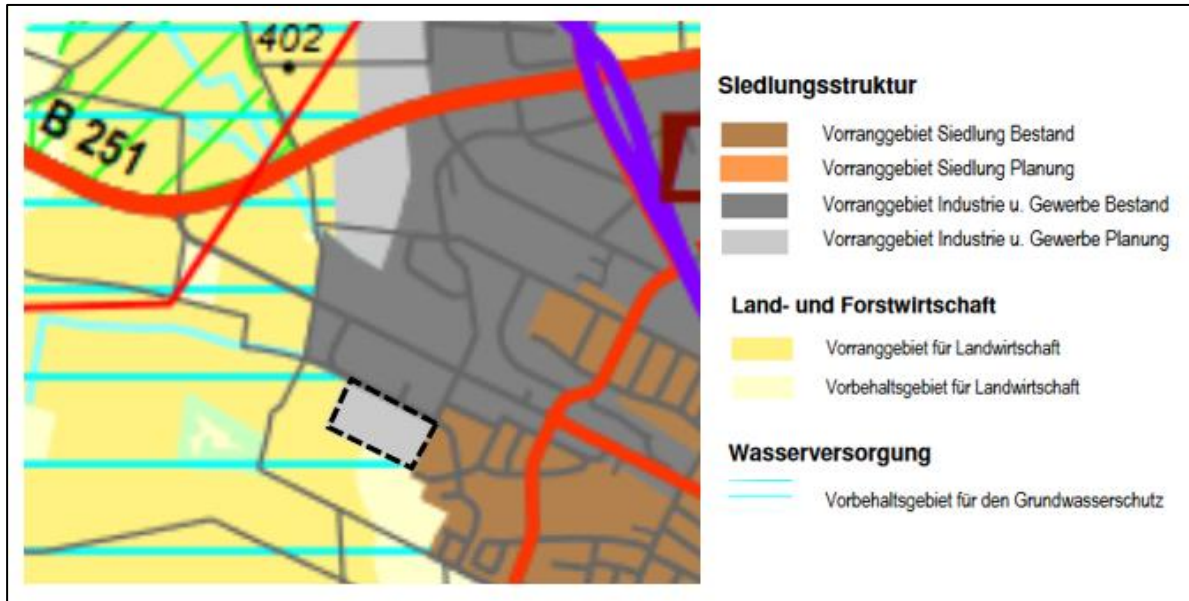 402
B 251
Siedlungsstruktur
Vorranggebiet Siedlung Bestand
Vorranggebiet Siedlung Planung
Vorranggebiet Industrie u. Gewerbe Bestand
Vorranggebiet Industrie u. Gewerbe Planung
Land- und Forstwirtschaft
Vorranggebiet für Landwirtschaft
Vorbehaltsgebiet für Landwirtschaft
Wasserversorgung
Vorbehaltsgebiet für den Grundwasserschutz